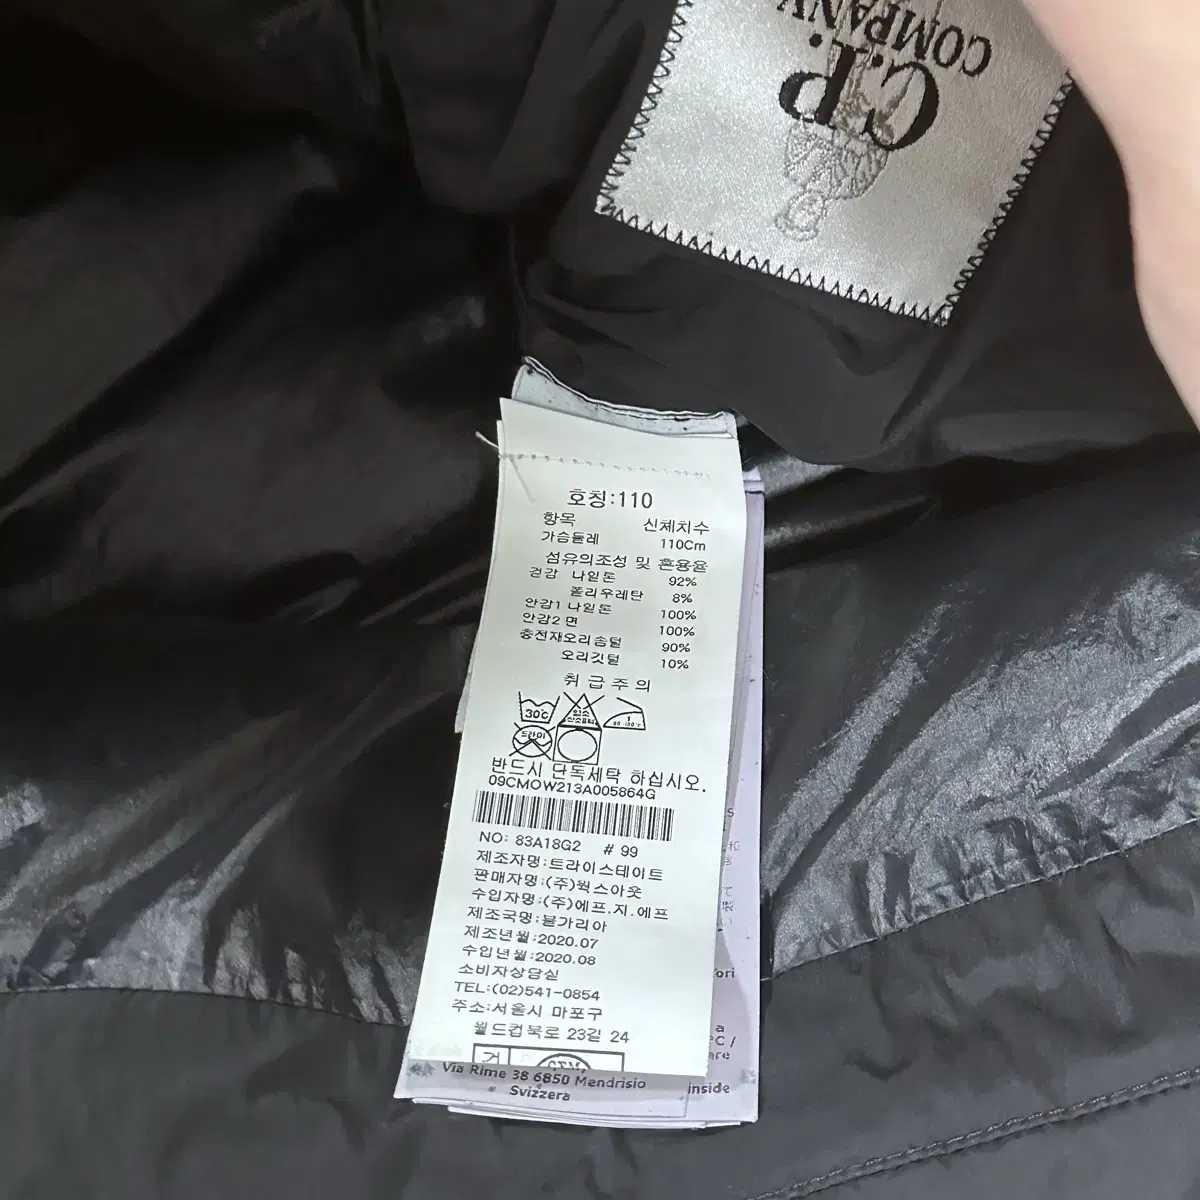 C.P.
COMPANY
호칭:110
항목 신체치수
가슴둘레 110Cm
섬유의조성 및 혼용율
겉감 나일론 92%
폴리우레탄 8%
안감1 나일론 100%
안감2 면 100%
충전재오리솜털 90%
오리깃털 10%
취급주의
30℃
드라이
반드시 단독세탁 하십시오.
09CMOW213A005864G
NO: 83A18G2 # 99
제조자명:트라이스테이트
판매자명:(주)웍스아웃
수입자명:(주)에프.지.에프
제조국명:불가리아
제조년월:2020.07
수입년월:2020.08
소비자상담실
TEL:(02)541-0854
주소:서울시 마포구
월드컵북로 23길 24
Via Rime 38 6850 Mendrisio
Svizzera
inside